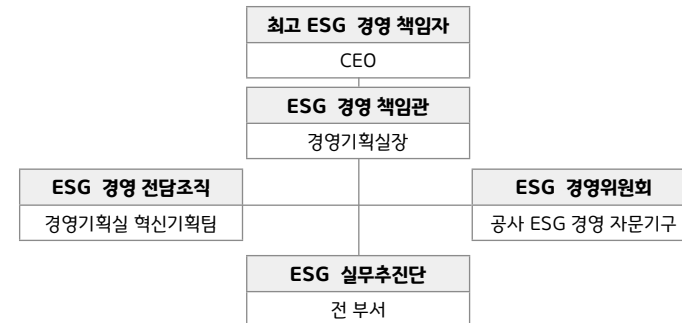 최고 ESG 경영 책임자
CEO
ESG 경영 책임관
경영기획실장
ESG 경영 전담조직
경영기획실 혁신기획팀
ESG 경영위원회
공사 ESG 경영 자문기구
ESG 실무추진단
전 부서